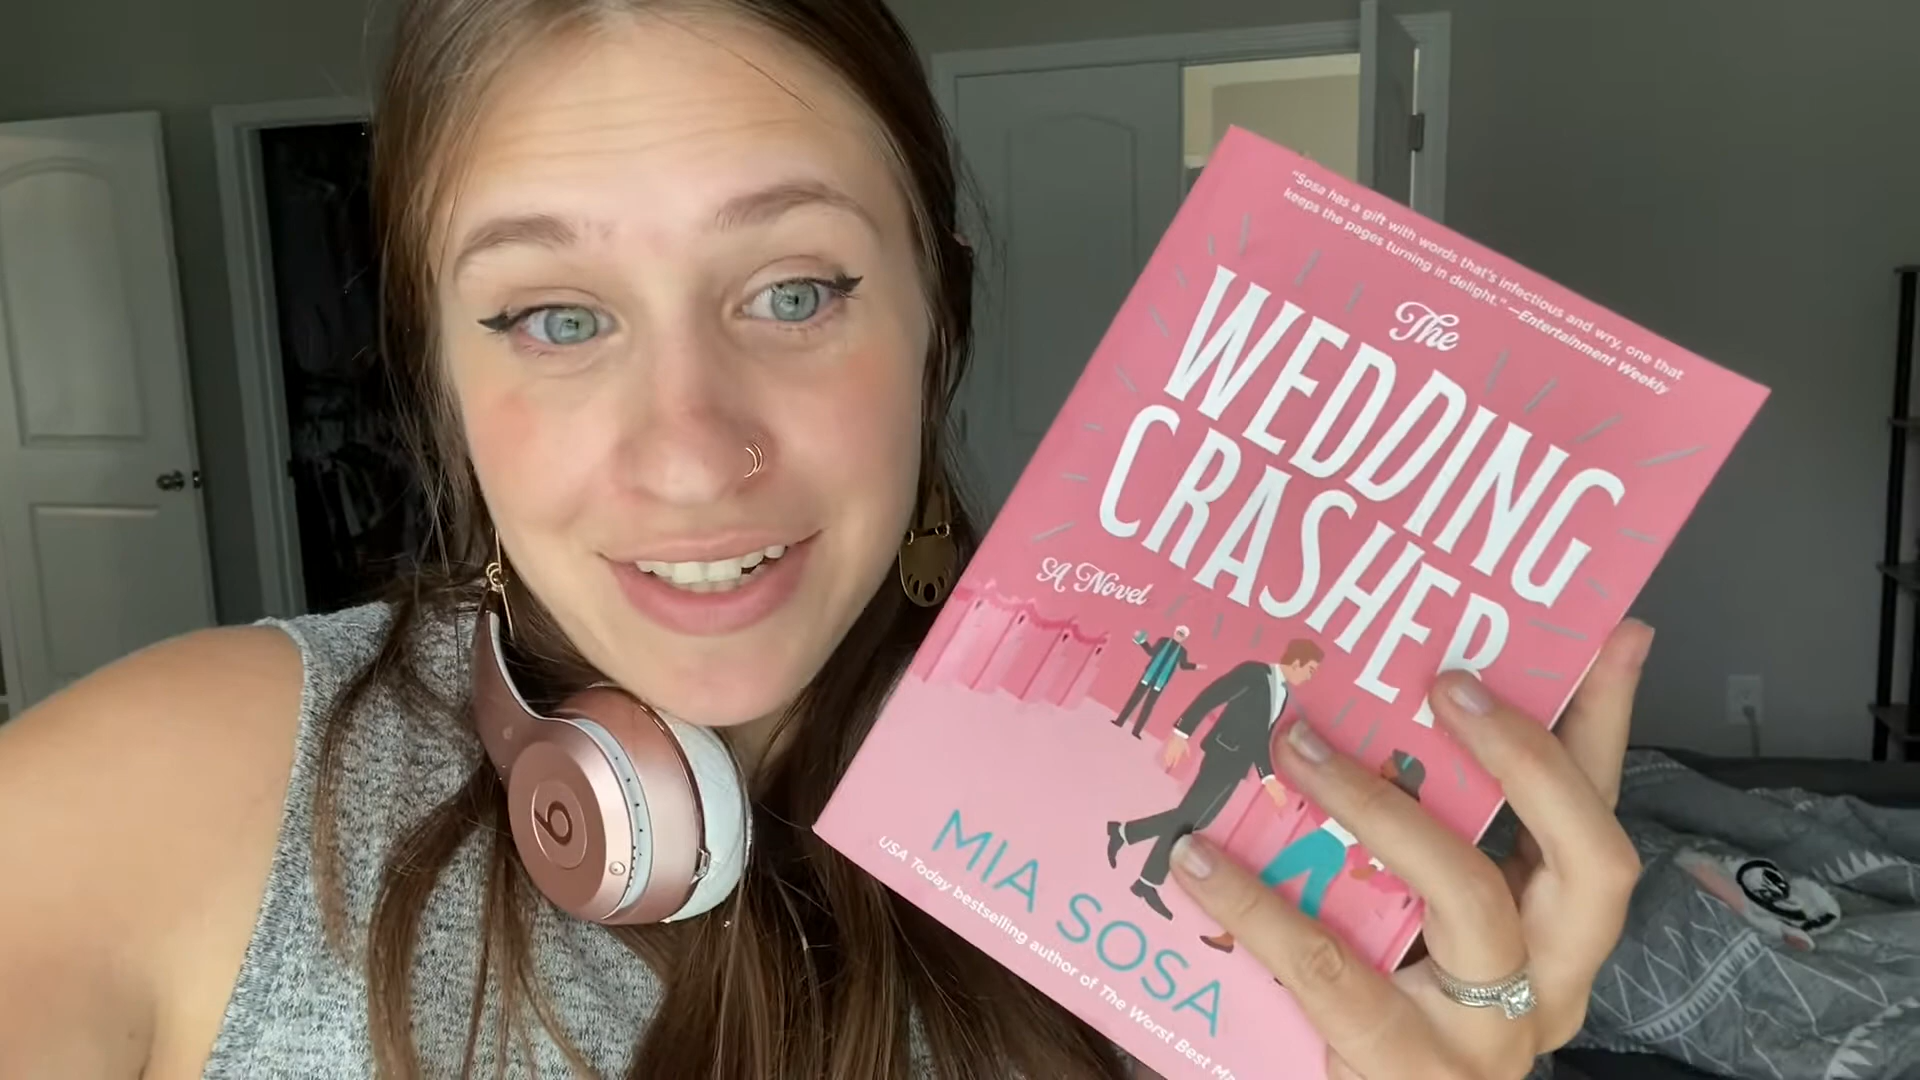 "Sosa has a gift with words that's infectious and wry, one that
keeps the pages turning in delight." —Entertainment Weekly
The
WEDDING
CRASHER
A Novel
MIA SOSA
USA Today bestselling author of The Worst Best
b